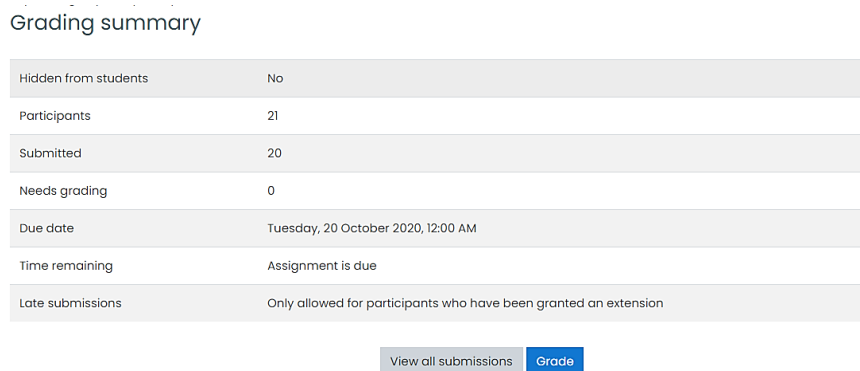 Grading summary
Hidden from students No
Participants 21
Submitted 20
Needs grading 0
Due date Tuesday, 20 October 2020, 12:00 AM
Time remaining Assignment is due
Late submissions Only allowed for participants who have been granted an extension
View all submissions Grade